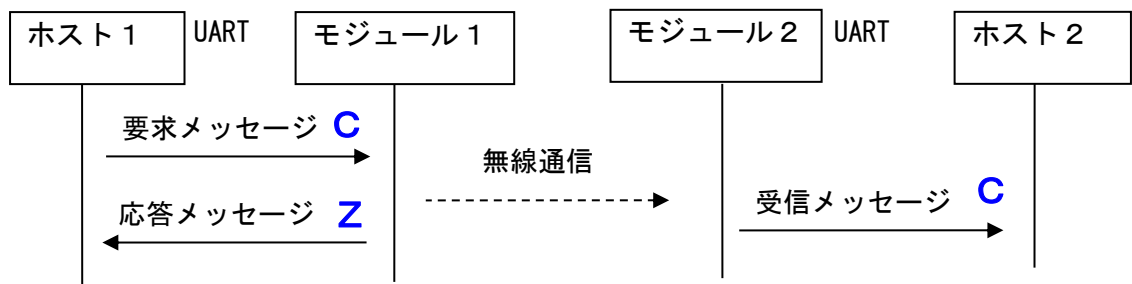 ホスト１ UART モジュール１ モジュール２ UART ホスト２
要求メッセージ C
無線通信
応答メッセージ Z
受信メッセージ C